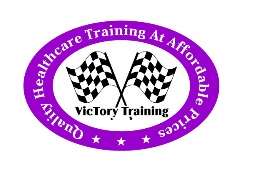 Quality Healthcare Training At Affordable Prices
VicTory Training